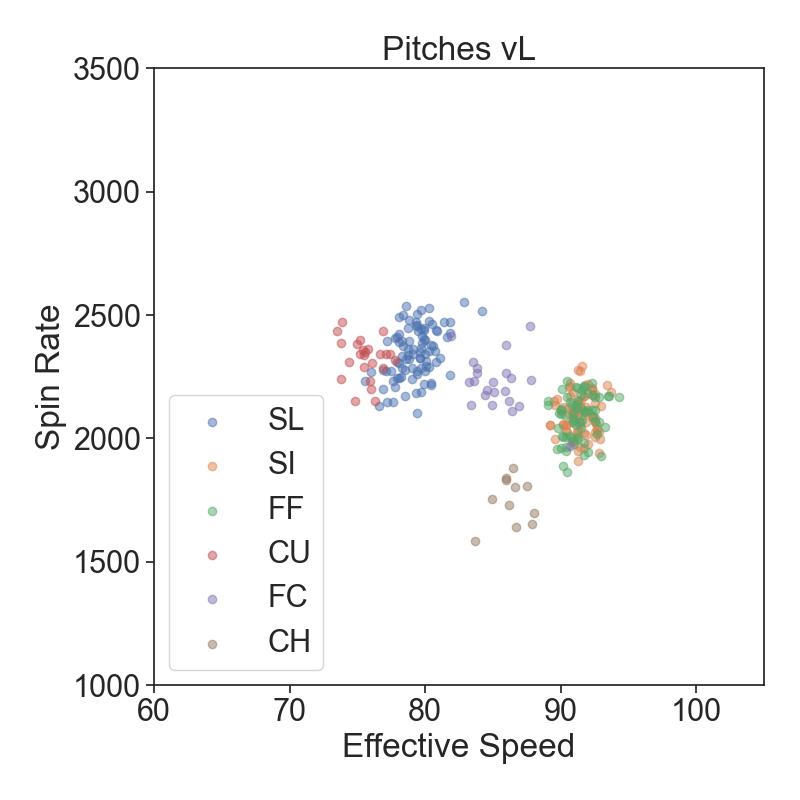 Pitches vL
3500
3000
2500
2000
1500
1000
Spin Rate
SL
SI
FF
CU
FC
CH
60 70 80 90 100
Effective Speed